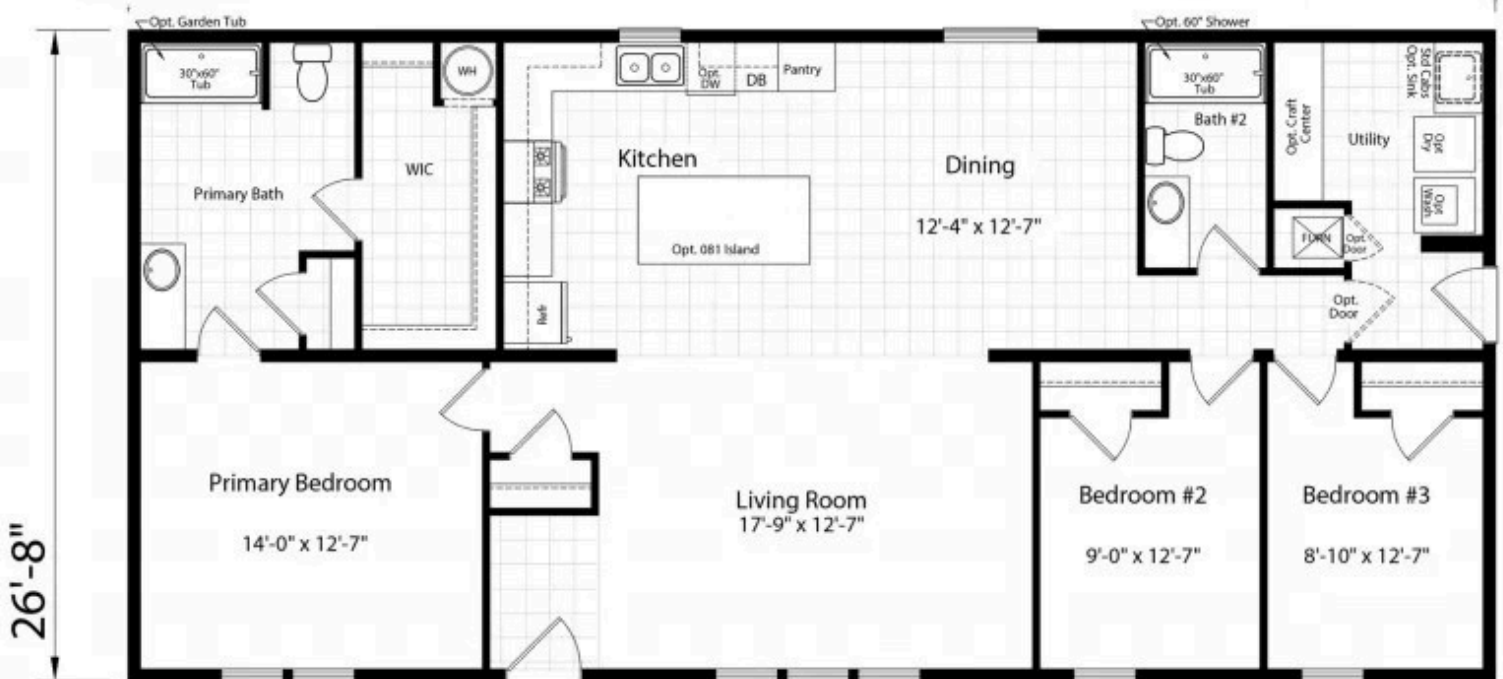 Opt. Garden Tub
Opt. 60" Shower
30"x60"
Tub
WH
Opt.
DW
DB
Pantry
30"x60"
Tub
Std Cabs
Opt. Sink
Bath #2
Opt. Craft
Center
Utility
Opt
Dry
Kitchen
Dining
WIC
Primary Bath
Opt
Wash
12'-4" x 12'-7"
Opt. 081 Island
FURN
Opt.
Door
Refr
Opt.
Door
Primary Bedroom
14'-0" x 12'-7"
Living Room
17'-9" x 12'-7"
Bedroom #2
9'-0" x 12'-7"
Bedroom #3
8'-10" x 12'-7"
26'-8"